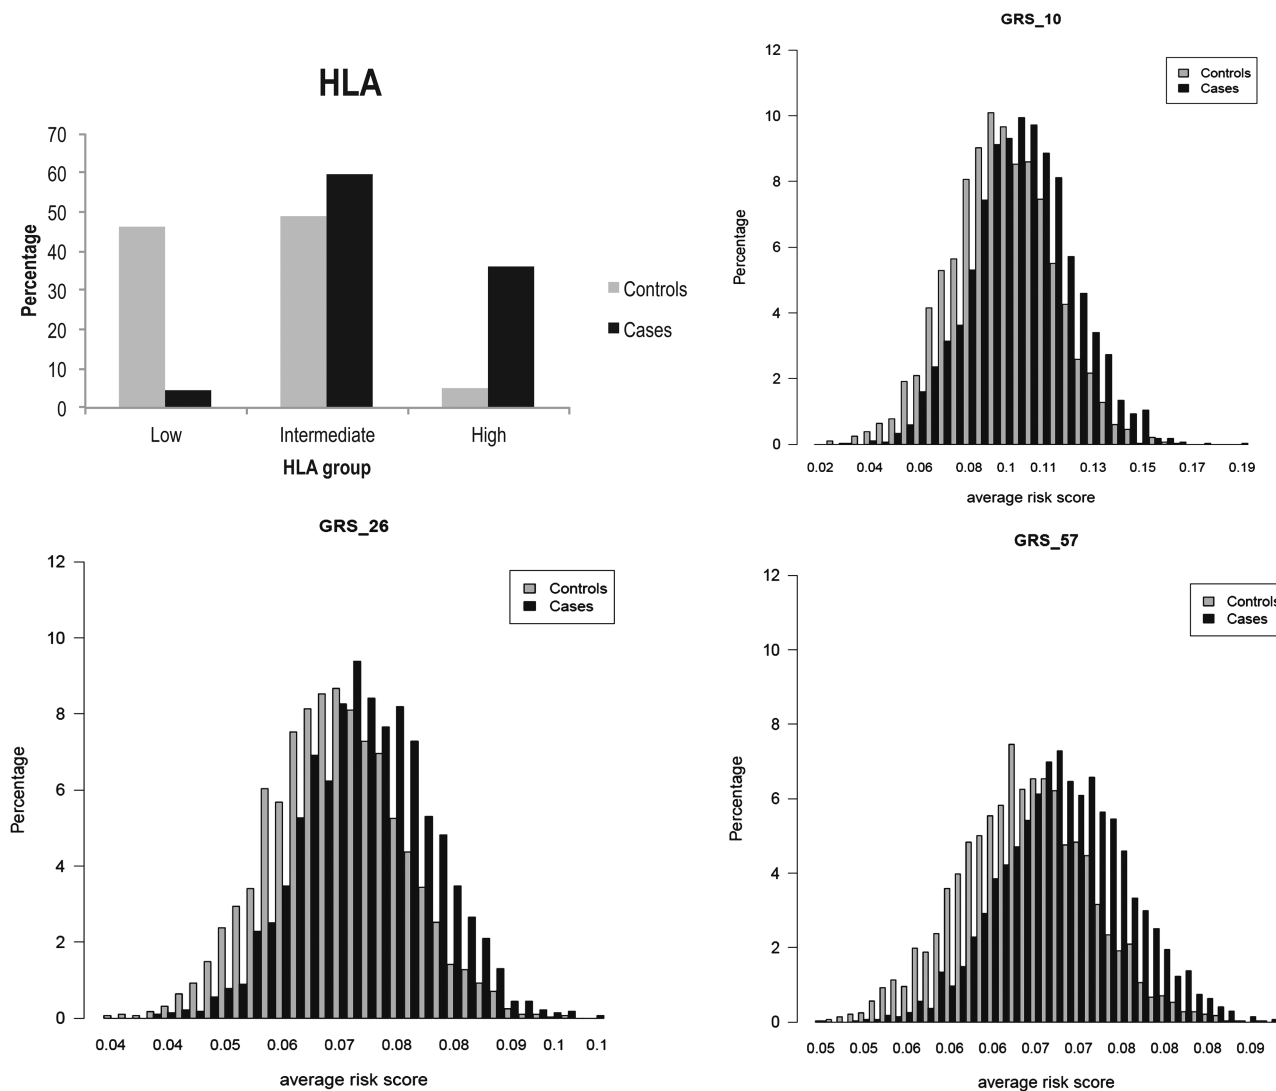 HLA
70
60
50
40
30
20
10
0
Percentage
Low Intermediate High
HLA group
Controls
Cases
GRS_10
12
10
8
6
4
2
0
Percentage
Controls
Cases
0.02 0.04 0.06 0.08 0.1 0.11 0.13 0.15 0.17 0.19
average risk score
GRS_26
12
10
8
6
4
2
0
Percentage
Controls
Cases
0.04 0.04 0.05 0.06 0.07 0.08 0.08 0.09 0.1 0.1
average risk score
GRS_57
12
10
8
6
4
2
0
Percentage
Controls
Cases
0.05 0.05 0.06 0.06 0.06 0.07 0.07 0.08 0.08 0.08 0.09
average risk score